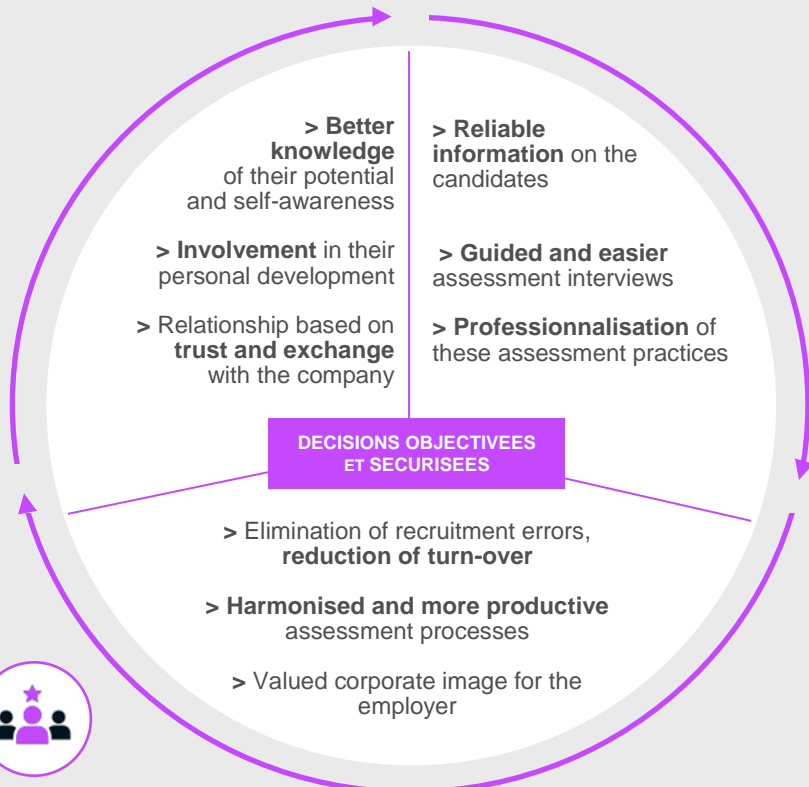 > Better
knowledge
of their potential
and self-awareness
> Involvement in their
personal development
> Relationship based on
trust and exchange
with the company
> Reliable
information on the
candidates
> Guided and easier
assessment interviews
> Professionnalisation of
these assessment practices
DECISIONS OBJECTIVEES
ET SECURISEES
> Elimination of recruitment errors,
reduction of turn-over
> Harmonised and more productive
assessment processes
> Valued corporate image for the
employer